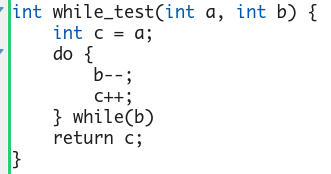 int while_test(int a, int b) {
    int c = a;
    do {
        b--;
        c++;
    } while(b)
    return c;
}